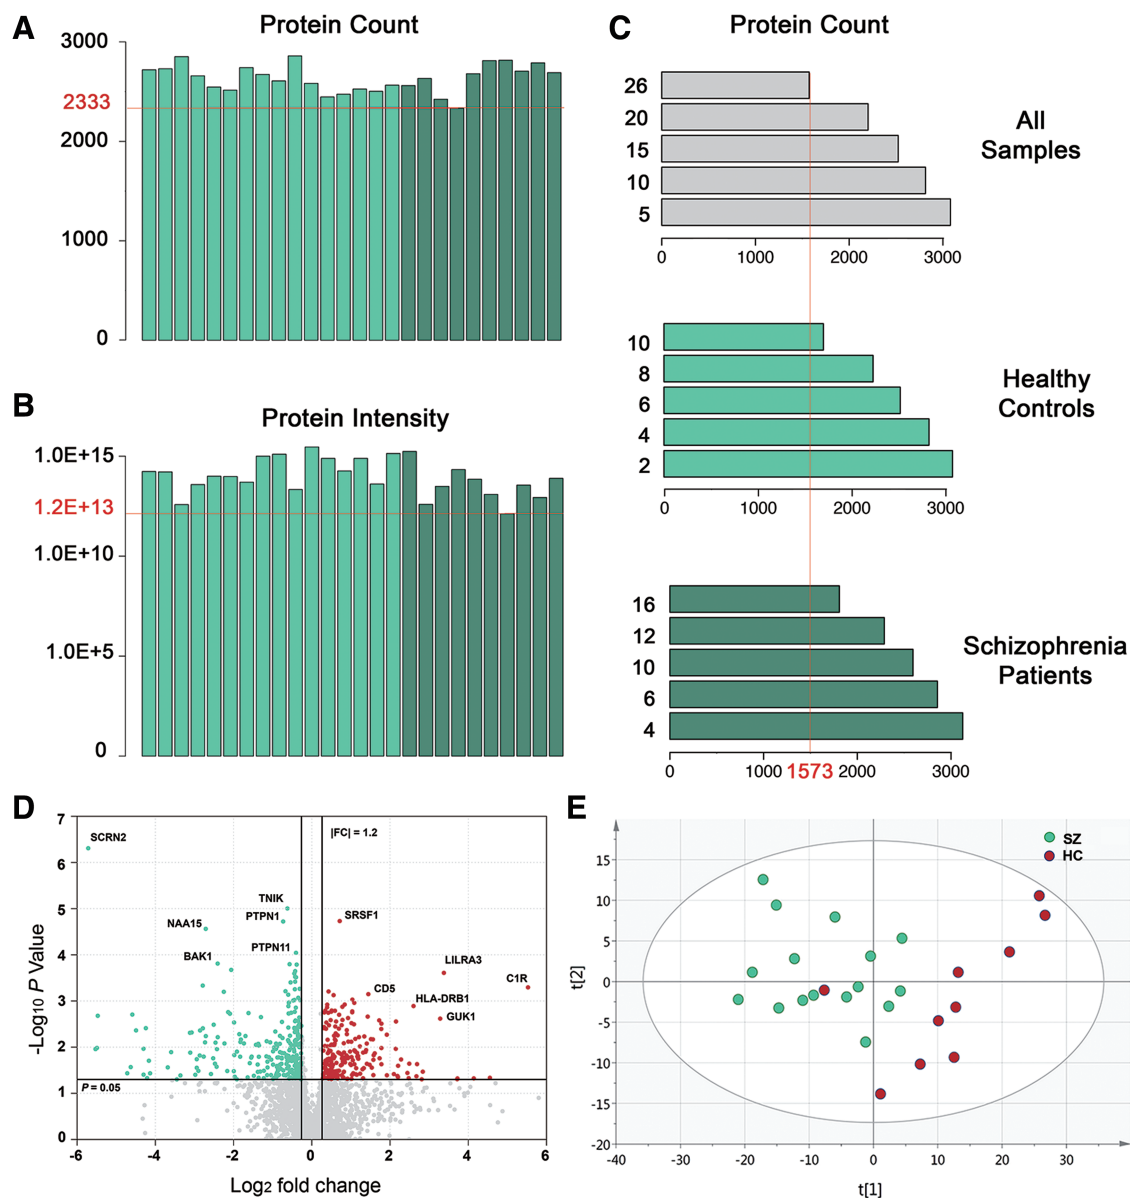 A
Protein Count
3000
2333
2000
1000
0
B
Protein Intensity
1.0E+15
1.2E+13
1.0E+10
1.0E+5
0
C
Protein Count
26
20
15
10
5
All
Samples
0 1000 2000 3000
10
8
6
4
2
Healthy
Controls
0 1000 2000 3000
16
12
10
6
4
Schizophrenia
Patients
0 1000 1573 2000 3000
D
7
6
5
4
3
2
1
0
-Log10 P Value
SCRN2
|FC| = 1.2
TNIK
PTPN1
SRSF1
NAA15
PTPN11
BAK1
LILRA3
C1R
CD5
HLA-DRB1
GUK1
P = 0.05
-6 -4 -2 0 2 4 6
Log2 fold change
E
SZ
HC
15
10
5
0
-5
-10
-15
-20
t[2]
-40 -30 -20 -10 0 10 20 30
t[1]